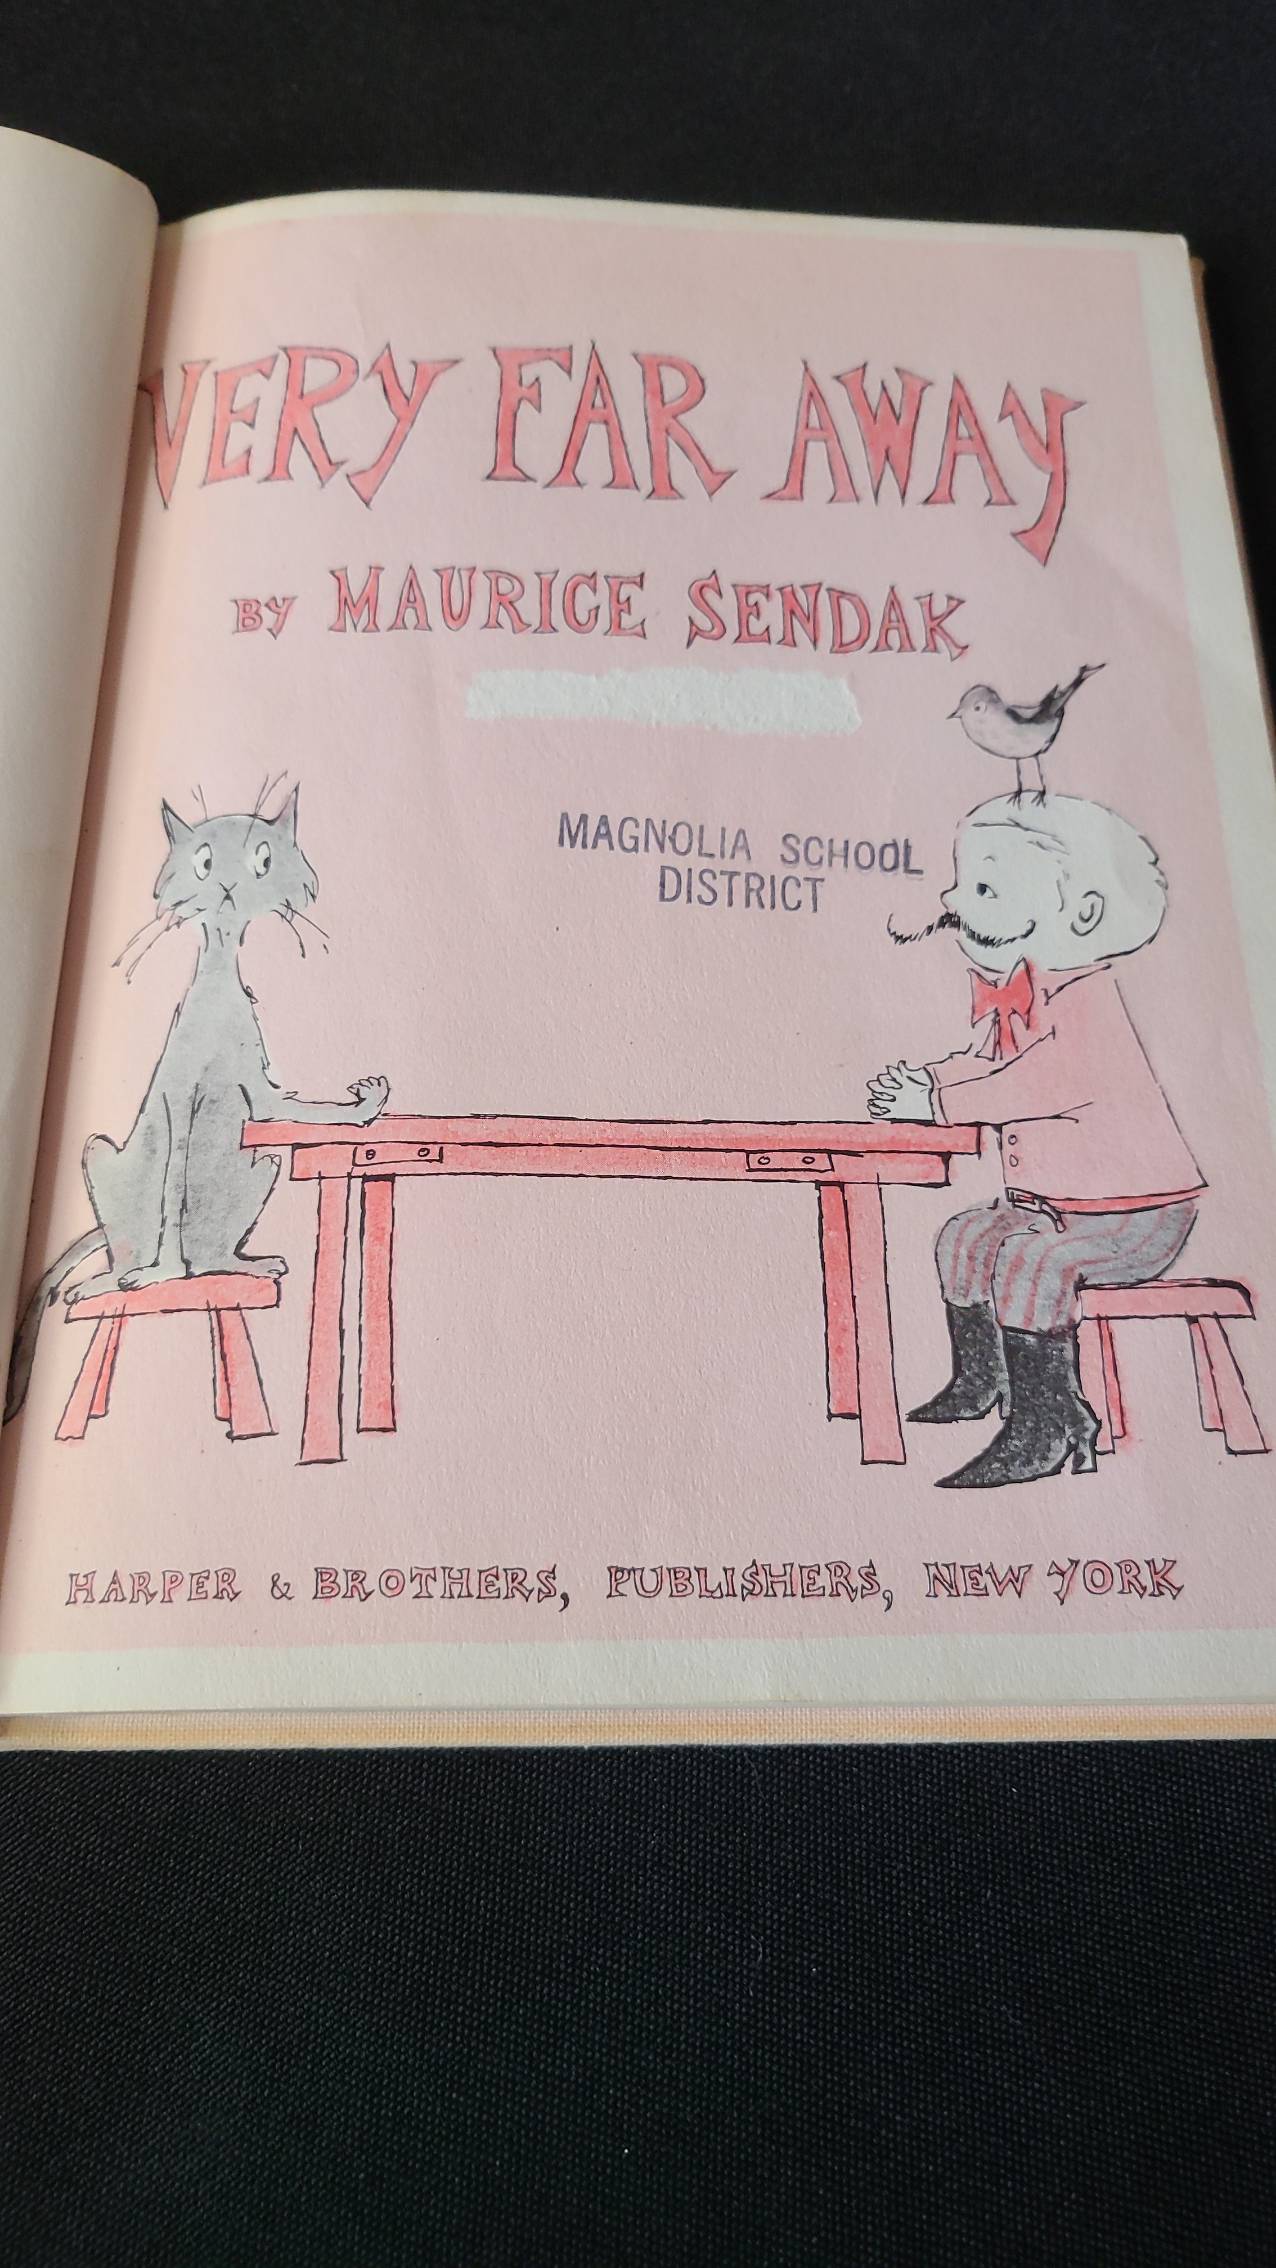 VERY FAR AWAY
BY MAURICE SENDAK
MAGNOLIA SCHOOL
DISTRICT
HARPER & BROTHERS, PUBLISHERS, NEW YORK